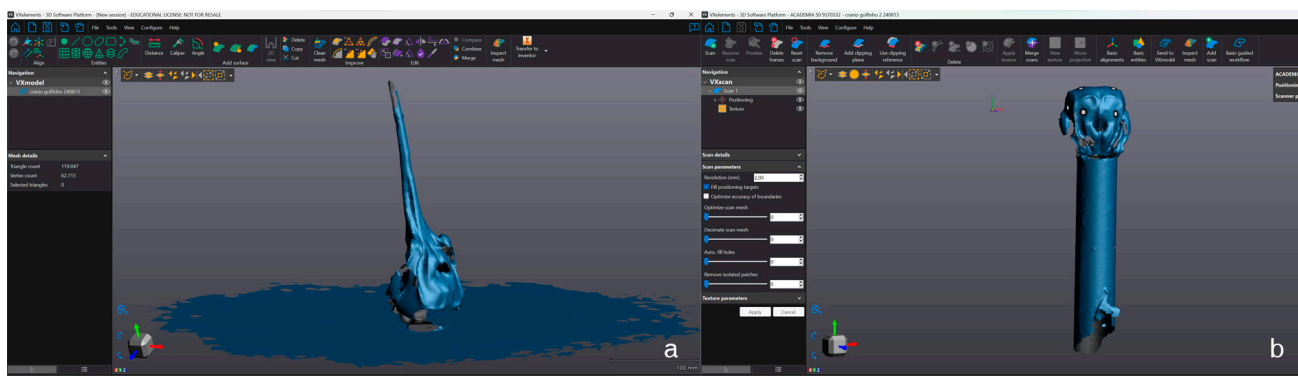 VXelements - 3D Software Platform - [New session] - EDUCATIONAL LICENSE: NOT FOR RESALE
File Tools View Configure Help
Align
Entities
Distance Caliper Angle
Add surface
2D view
Delete
Copy
Cut
Clean mesh
Improve
Edit
Compare
Combine
Merge
Inspect mesh
Transfer to Inventor
Navigation
VXmodel
cranio golfinho 240813
Mesh details
Triangle count 119.047
Vertex count 62.715
Selected triangles 0
X Y Z
100 mm
a
VXelements - 3D Software Platform - ACADEMIA 50 9370332 - cranio golfinho 2 240813
File Tools View Configure Help
Scan
Resume scan
Preview
Delete frames
Reset scan
Remove background
Add clipping plane
Use clipping reference
Delete
Apply texture
Merge scans
View texture
Move projection
Basic alignments
Basic entities
Send to VXmodel
Inspect mesh
Add scan
Basic guided workflow
Navigation
VXscan
Scan 1
Positioning
Texture
Scan details
Scan parameters
Resolution (mm) 2.00
Fill positioning targets
Optimize accuracy of boundaries
Optimize scan mesh
0
Decimate scan mesh
0
Auto. fill holes
0
Remove isolated patches
0
Texture parameters
Apply Cancel
ACADEMIA
Positioning
Scanner p
X Y Z
b